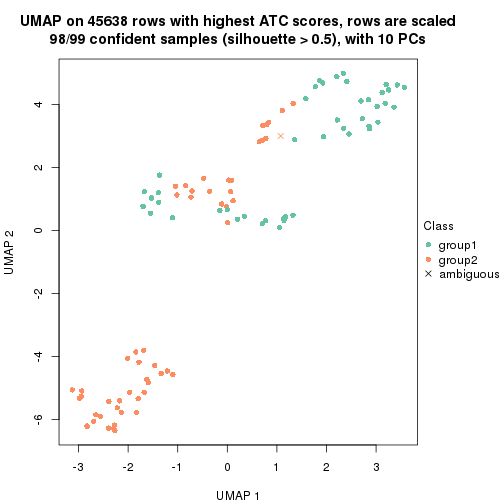 UMAP on 45638 rows with highest ATC scores, rows are scaled
98/99 confident samples (silhouette > 0.5), with 10 PCs
4
2
0
-2
-4
-6
UMAP 2
-3
-2
-1
0
1
2
3
UMAP 1
Class
group1
group2
ambiguous